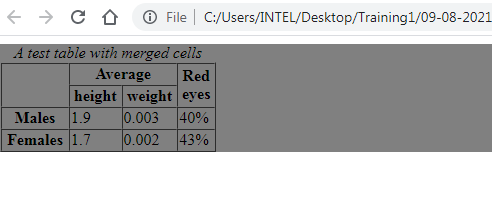 File | C:/Users/INTEL/Desktop/Training1/09-08-2021
A test table with merged cells
Average Red eyes
height weight
Males 1.9 0.003 40%
Females 1.7 0.002 43%